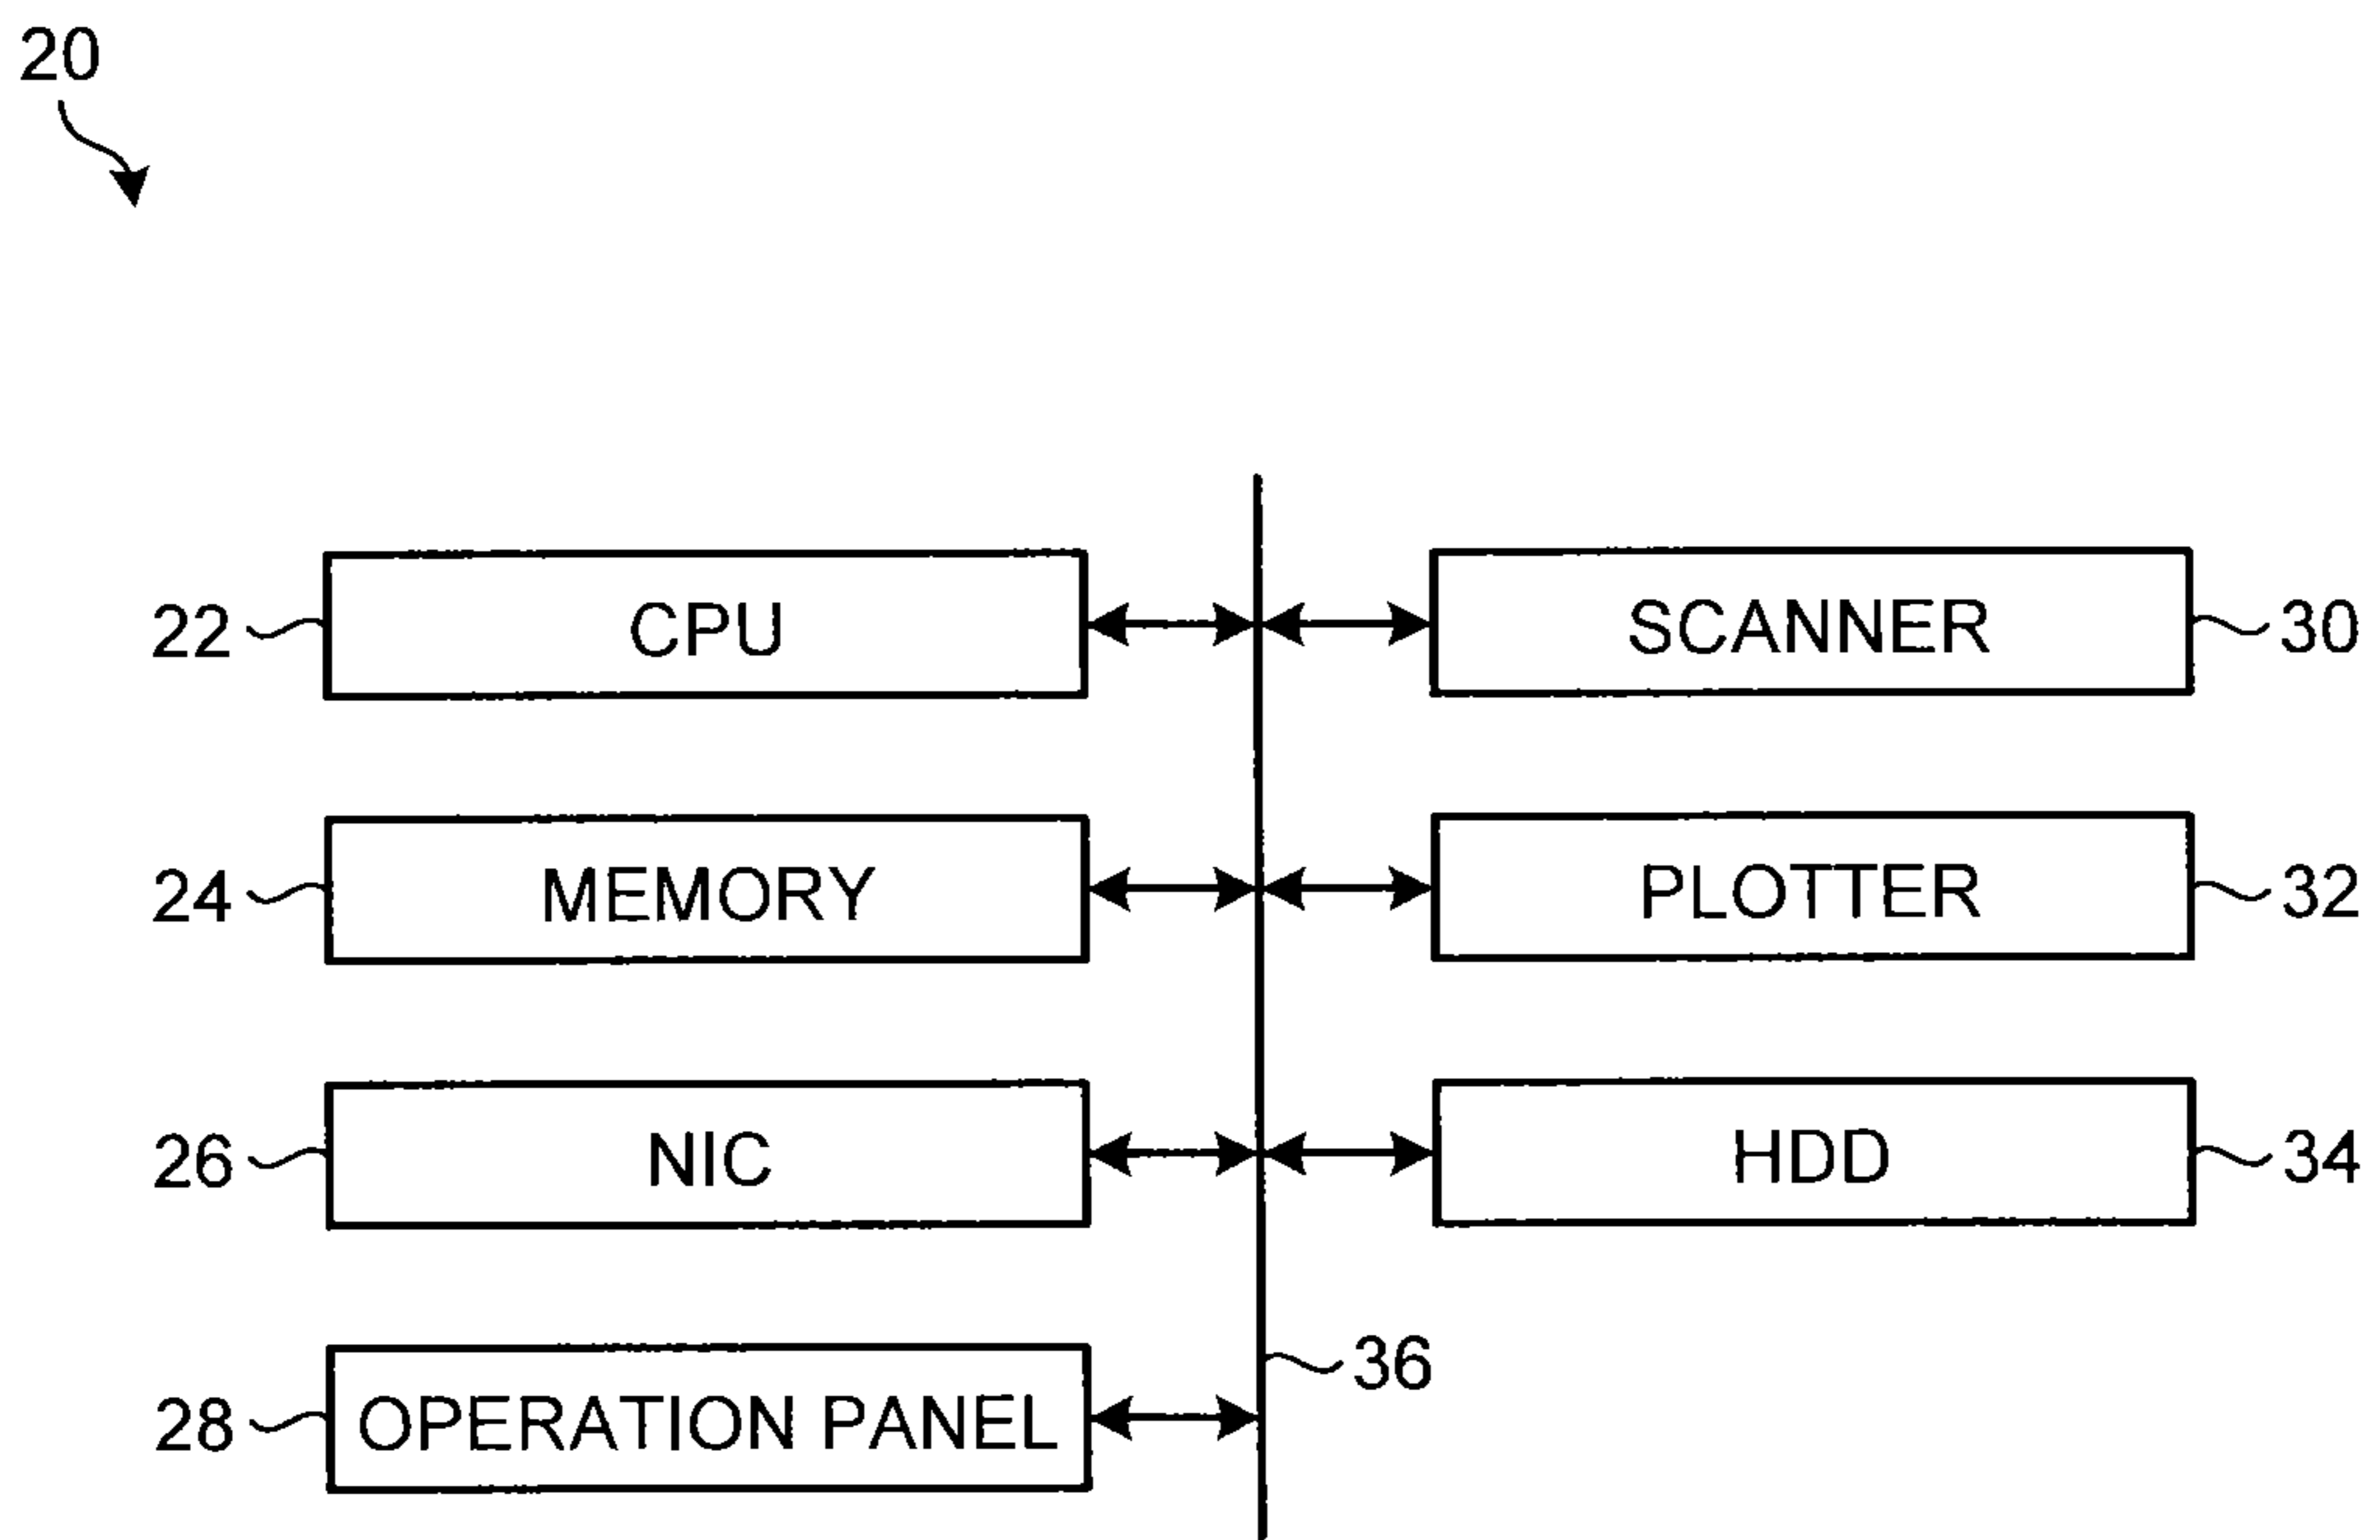 20
22 CPU SCANNER 30
24 MEMORY PLOTTER 32
26 NIC HDD 34
36
28 OPERATION PANEL